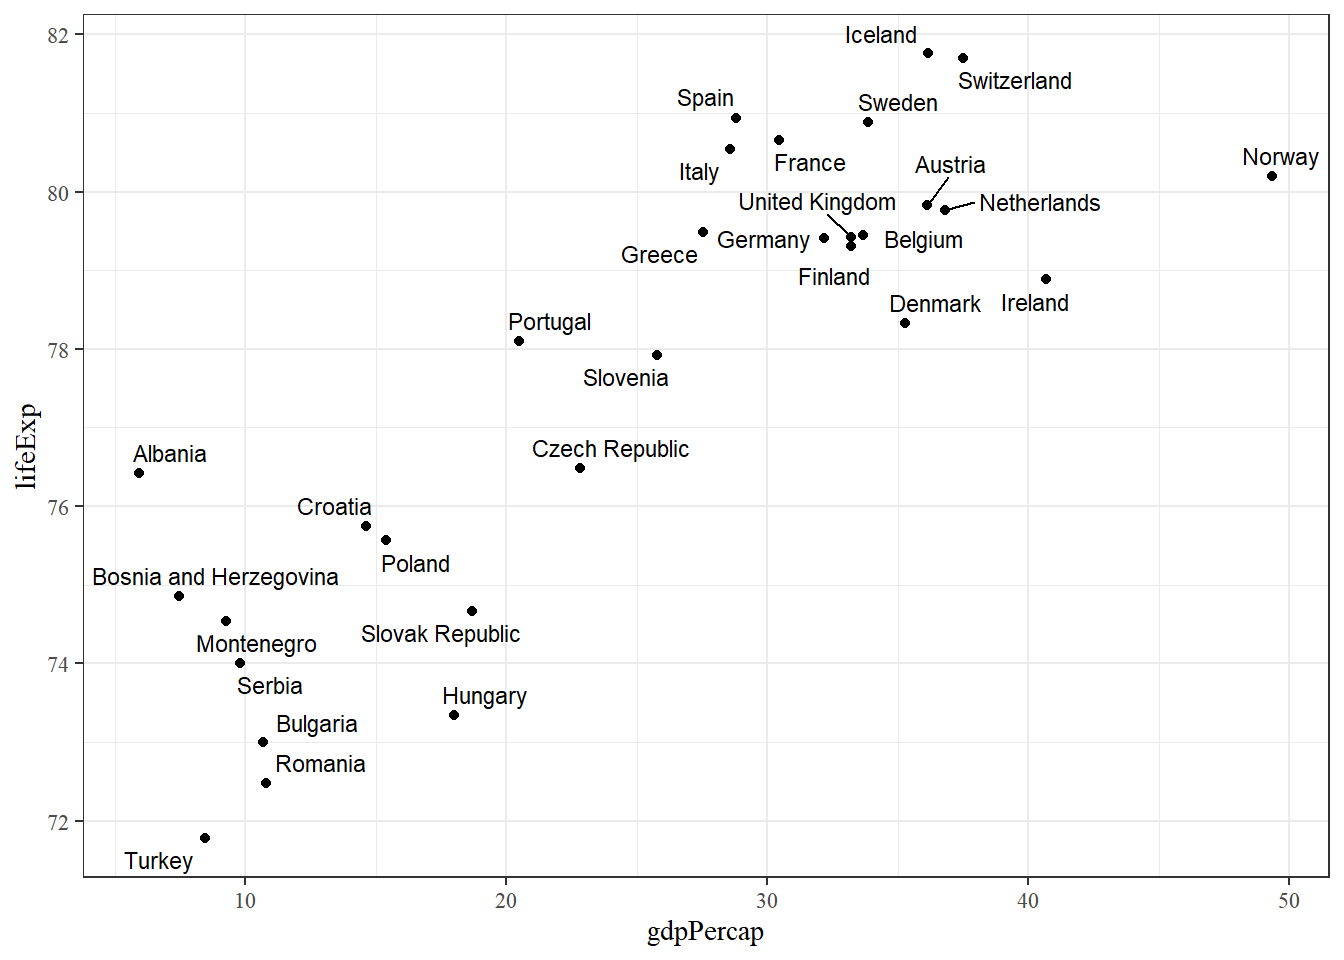 82
Iceland
Switzerland
Spain
Sweden
Norway
Italy
France
Austria
80
United Kingdom
Netherlands
Greece
Germany
Belgium
Finland
Denmark
Ireland
Portugal
78
Slovenia
lifeExp
Albania
Czech Republic
76
Croatia
Poland
Bosnia and Herzegovina
Slovak Republic
Montenegro
74
Serbia
Hungary
Bulgaria
Romania
72
Turkey
10
20
30
40
50
gdpPercap